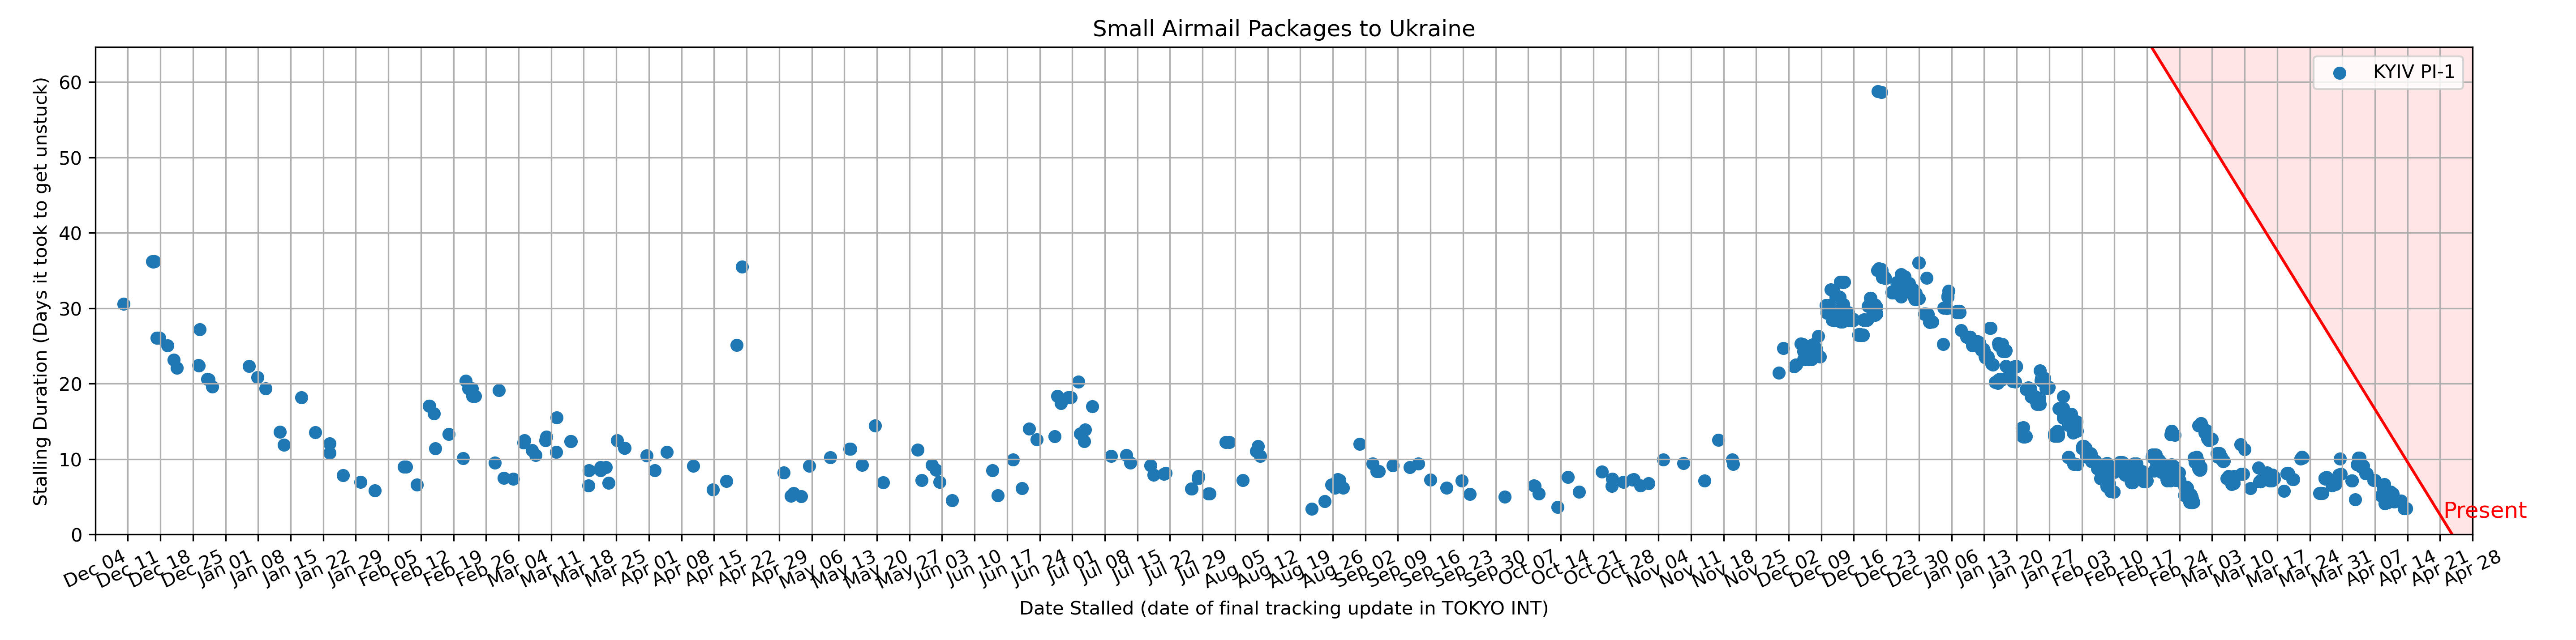 Small Airmail Packages to Ukraine
KYIV PI-1
Stalling Duration (Days it took to get unstuck)
60
50
40
30
20
10
0
Present
Dec 04
Dec 11
Dec 18
Dec 25
Jan 01
Jan 08
Jan 15
Jan 22
Jan 29
Feb 05
Feb 12
Feb 19
Feb 26
Mar 04
Mar 11
Mar 18
Mar 25
Apr 01
Apr 08
Apr 15
Apr 22
Apr 29
May 06
May 13
May 20
May 27
Jun 03
Jun 10
Jun 17
Jun 24
Jul 01
Jul 08
Jul 15
Jul 22
Jul 29
Aug 05
Aug 12
Aug 19
Aug 26
Sep 02
Sep 09
Sep 16
Sep 23
Sep 30
Oct 07
Oct 14
Oct 21
Oct 28
Nov 04
Nov 11
Nov 18
Nov 25
Dec 02
Dec 09
Dec 16
Dec 23
Dec 30
Jan 06
Jan 13
Jan 20
Jan 27
Feb 03
Feb 10
Feb 17
Feb 24
Mar 03
Mar 10
Mar 17
Mar 24
Mar 31
Apr 07
Apr 14
Apr 21
Apr 28
Date Stalled (date of final tracking update in TOKYO INT)